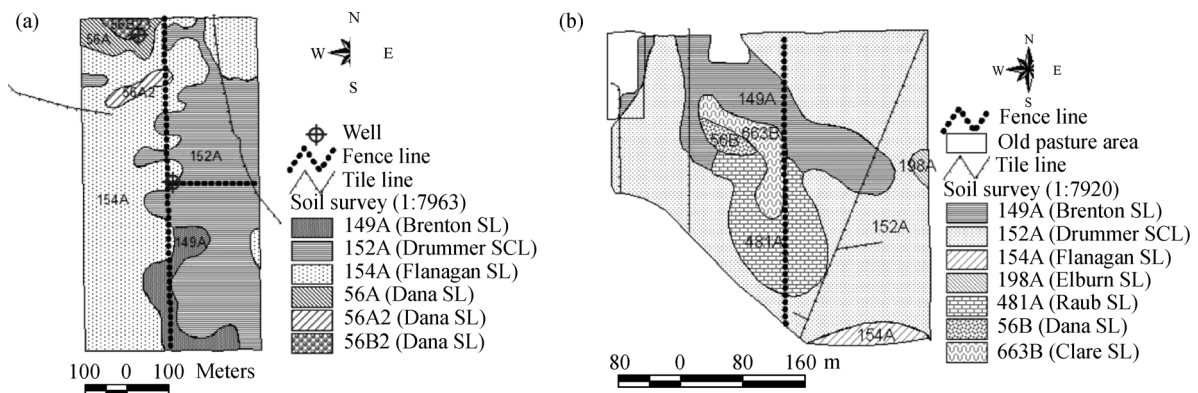 (a)
N
W
E
S
56B2
56A
56A2
152A
154A
149A
Well
Fence line
Tile line
Soil survey (1:7963)
149A (Brenton SL)
152A (Drummer SCL)
154A (Flanagan SL)
56A (Dana SL)
56A2 (Dana SL)
56B2 (Dana SL)
100 0 100 Meters
(b)
N
W
E
S
149A
663B
56B
198A
152A
481A
154A
Fence line
Old pasture area
Tile line
Soil survey (1:7920)
149A (Brenton SL)
152A (Drummer SCL)
154A (Flanagan SL)
198A (Elburn SL)
481A (Raub SL)
56B (Dana SL)
663B (Clare SL)
80 0 80 160 m